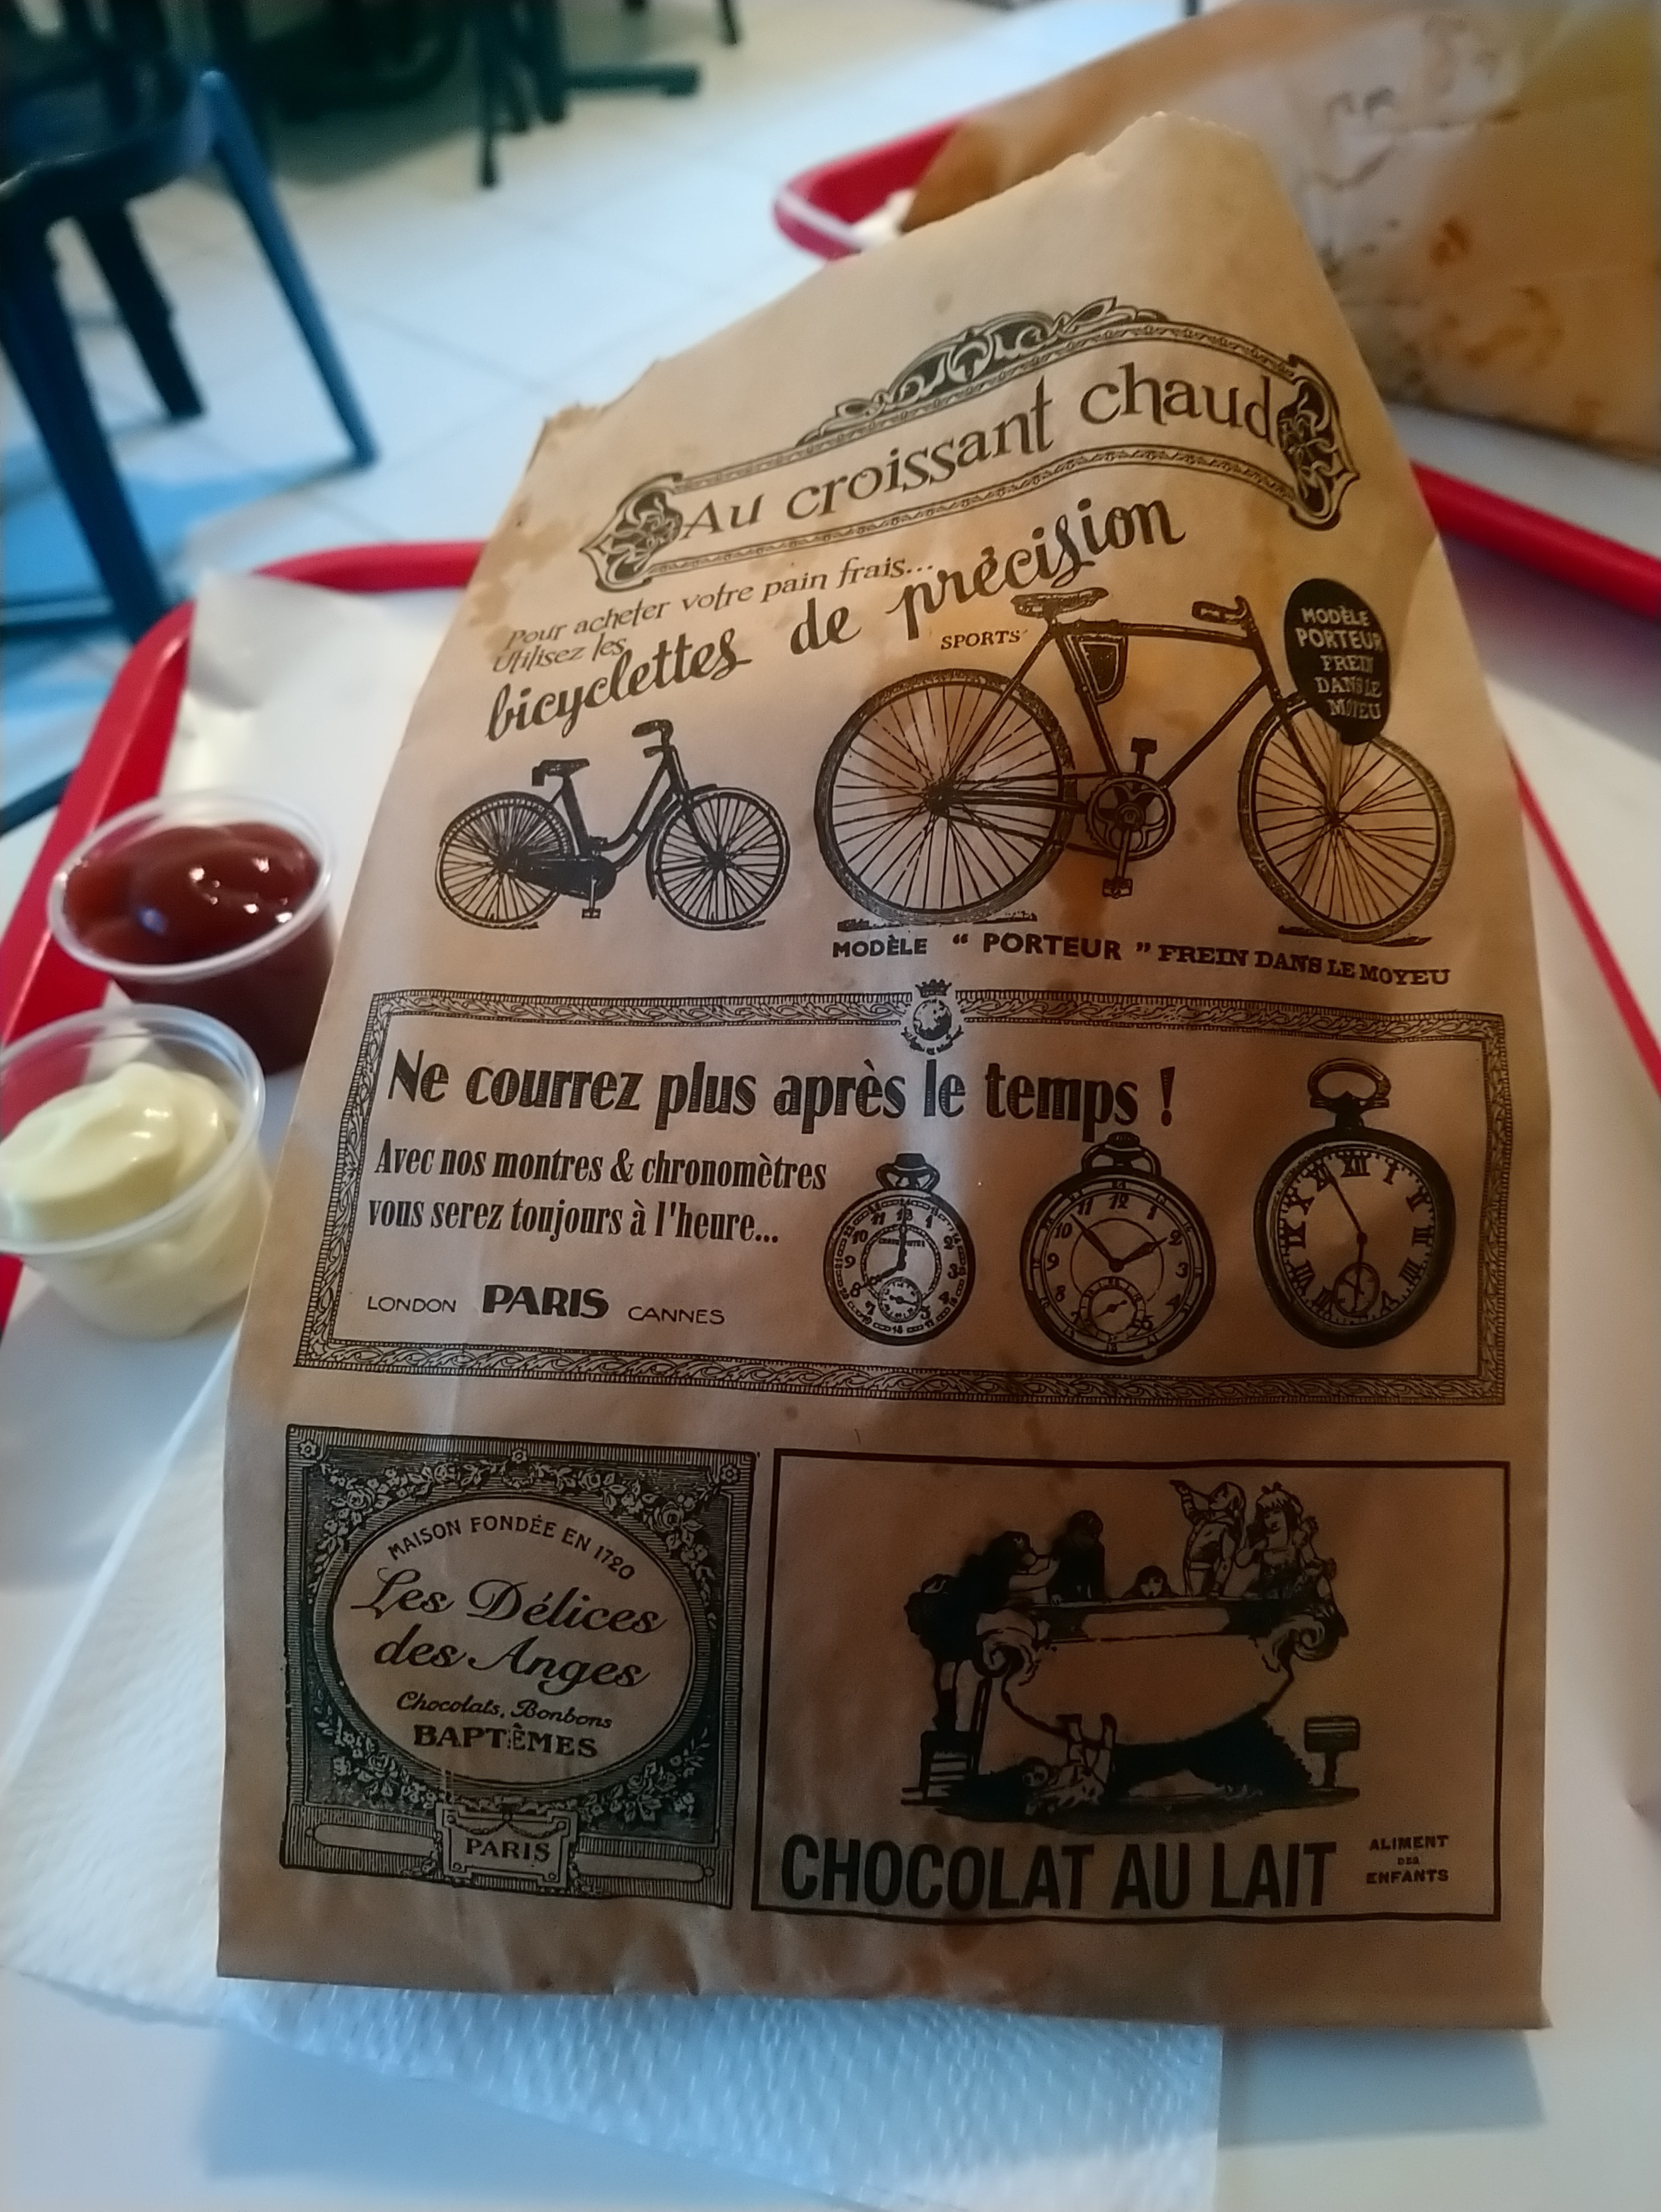 Au croissant chaud
Pour acheter votre pain frais...
Utilisez les
bicyclettes de précision
SPORTS
MODÈLE
PORTEUR
FREIN
DANS LE
MOYEU
MODÈLE “ PORTEUR ” FREIN DANS LE MOYEU
Ne courrez plus après le temps !
Avec nos montres & chronomètres
vous serez toujours à l'heure...
LONDON PARIS CANNES
MAISON FONDÉE EN 1720
Les Délices
des Anges
Chocolats, Bonbons
BAPTÊMES
PARIS
CHOCOLAT AU LAIT
ALIMENT
DES
ENFANTS